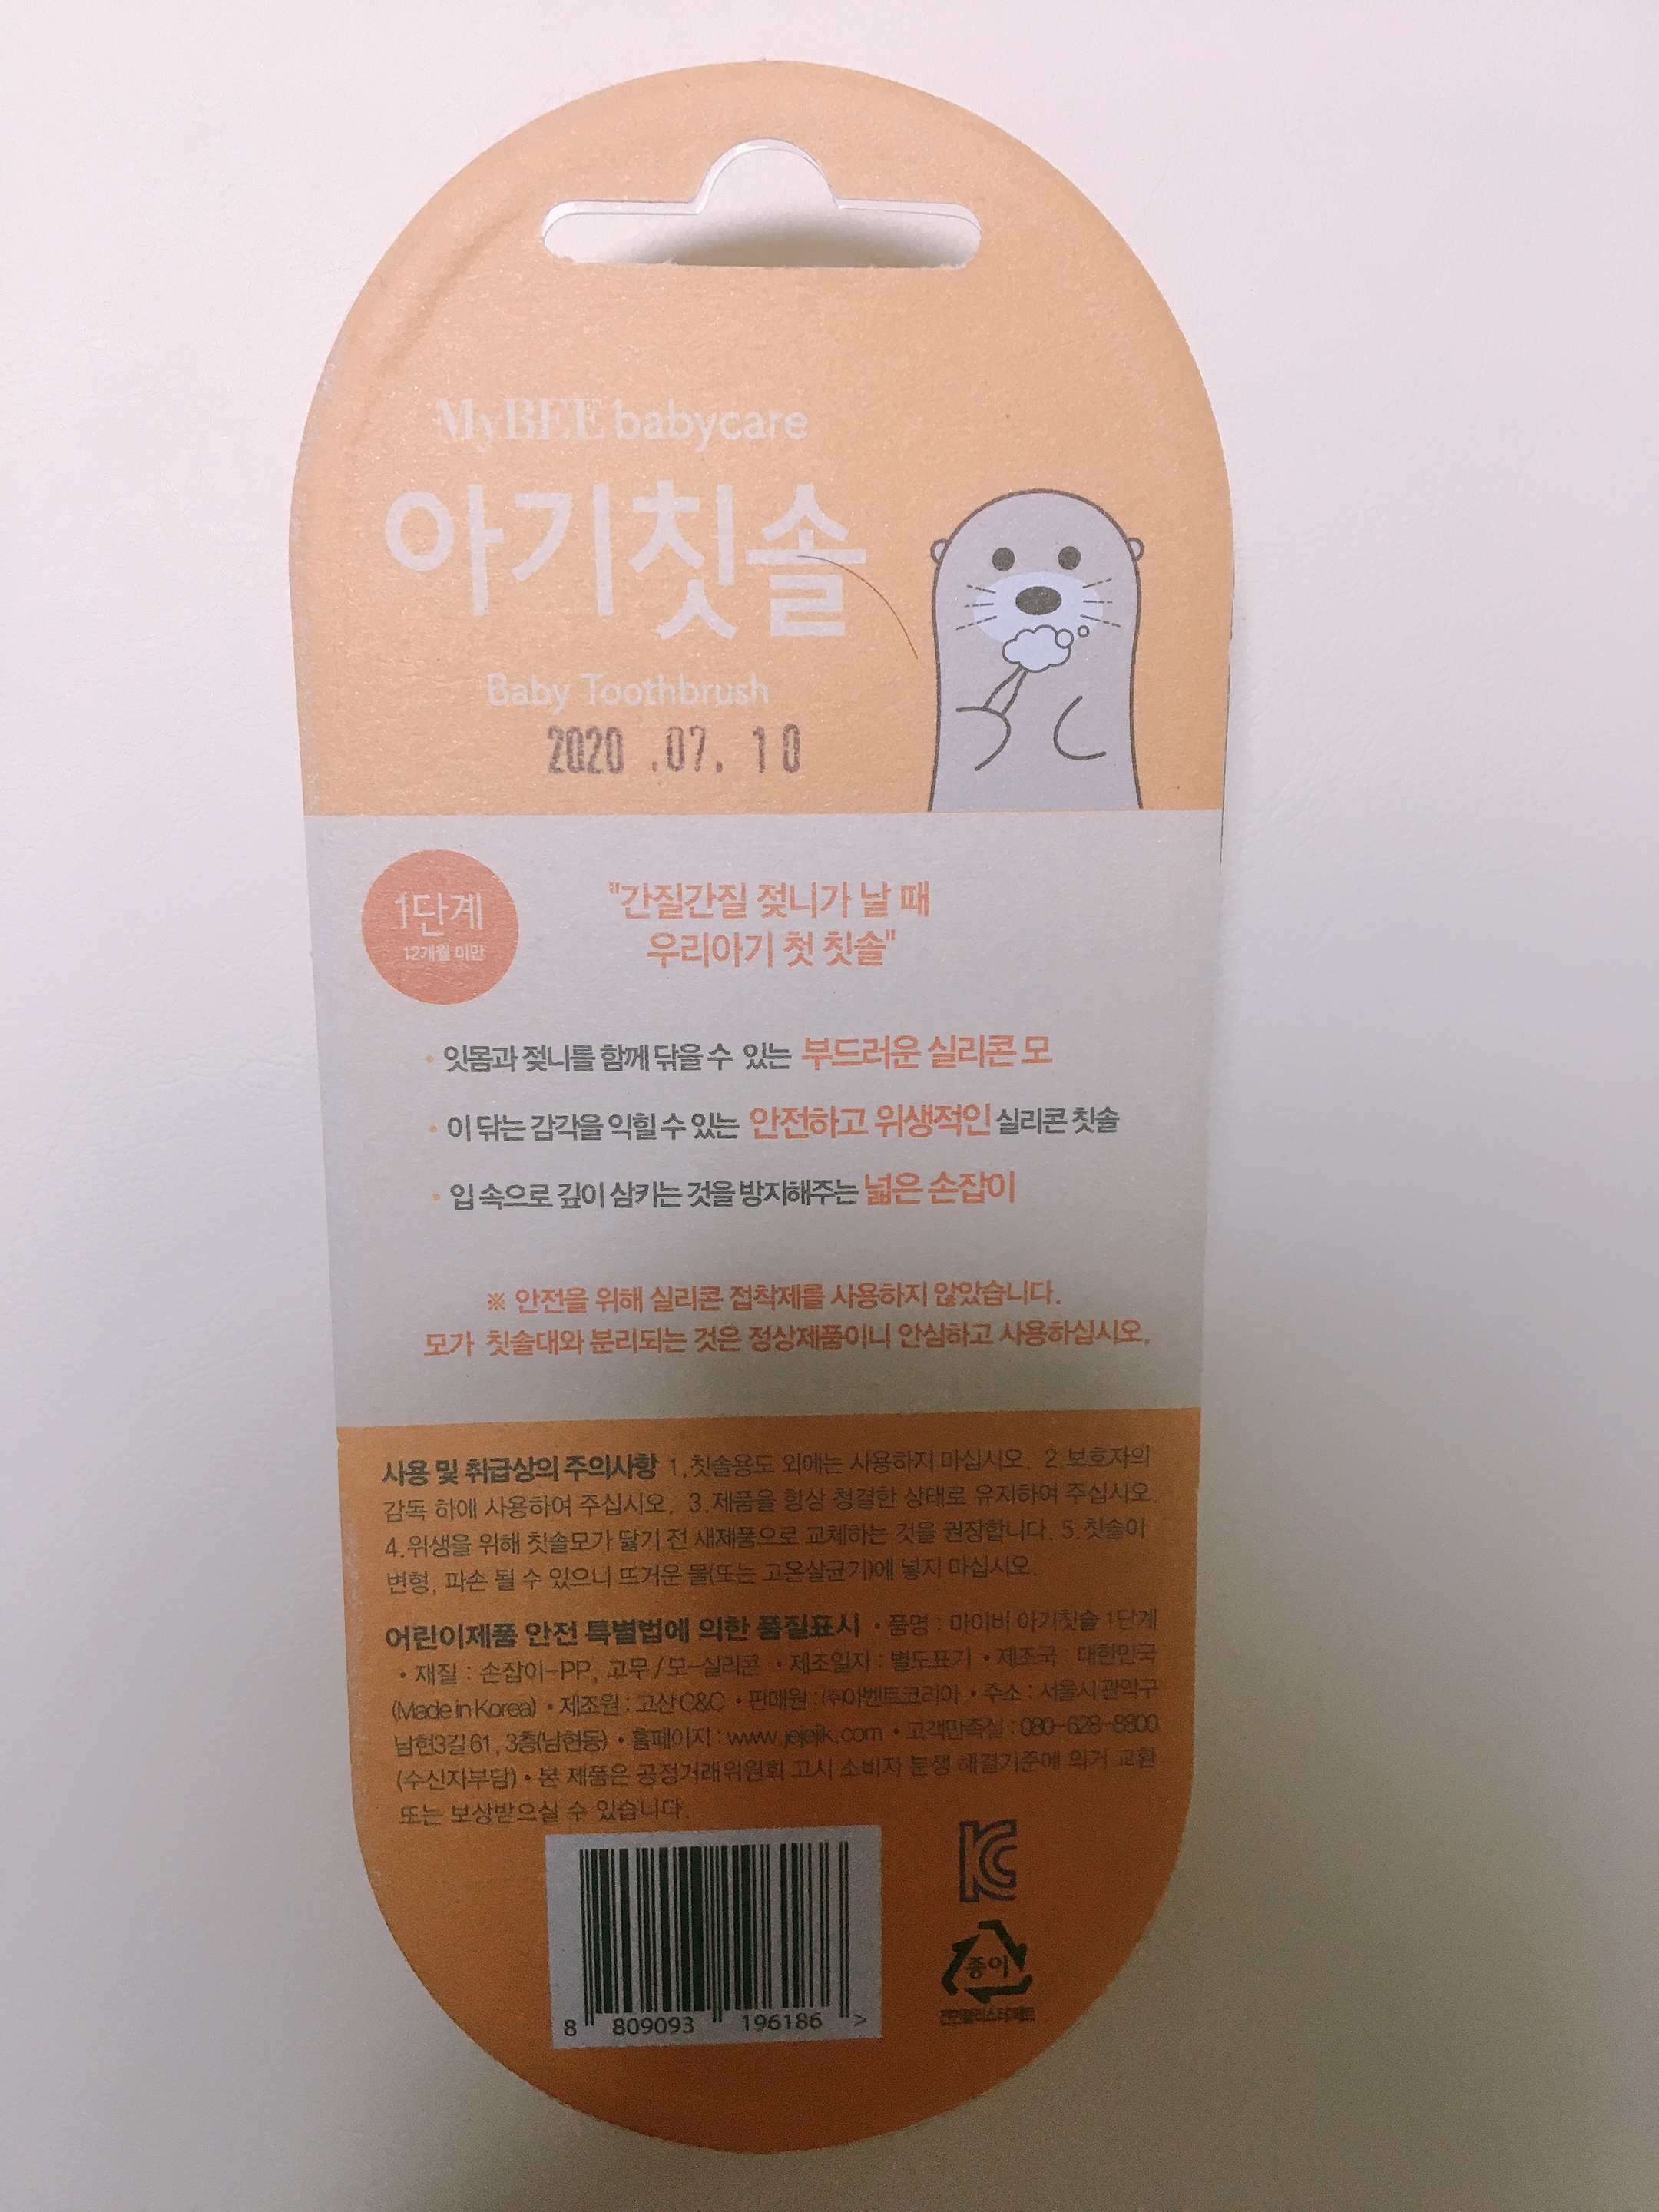 MyBEE babycare
아기칫솔
Baby Toothbrush
2020 .07. 10
1단계
12개월 미만
"간질간질 젖니가 날 때
우리아기 첫 칫솔"
• 잇몸과 젖니를 함께 닦을 수 있는 부드러운 실리콘 모
• 이 닦는 감각을 익힐 수 있는 안전하고 위생적인 실리콘 칫솔
• 입 속으로 깊이 삼키는 것을 방지해주는 넓은 손잡이
※ 안전을 위해 실리콘 접착제를 사용하지 않았습니다.
모가 칫솔대와 분리되는 것은 정상제품이니 안심하고 사용하십시오.
사용 및 취급상의 주의사항 1.칫솔용도 외에는 사용하지 마십시오. 2.보호자의
감독 하에 사용하여 주십시오. 3.제품을 항상 청결한 상태로 유지하여 주십시오.
4.위생을 위해 칫솔모가 닳기 전 새제품으로 교체하는 것을 권장합니다. 5.칫솔이
변형, 파손 될 수 있으니 뜨거운 물(또는 고온살균기)에 넣지 마십시오.
어린이제품 안전 특별법에 의한 품질표시 • 품명 : 마이비 아기칫솔 1단계
• 재질 : 손잡이-PP, 고무 / 모-실리콘 • 제조일자 : 별도표기 • 제조국 : 대한민국
(Made in Korea) • 제조원 : 고산 C&C • 판매원 : ㈜아벤트코리아 • 주소 : 서울시 관악구
남현3길 61, 3층(남현동) • 홈페이지 : www.jejejik.com • 고객만족실 : 080-628-8800
(수신자부담) • 본 제품은 공정거래위원회 고시 소비자 분쟁 해결기준에 의거 교환
또는 보상받으실 수 있습니다.
KC
종이
8 809093 196186 >